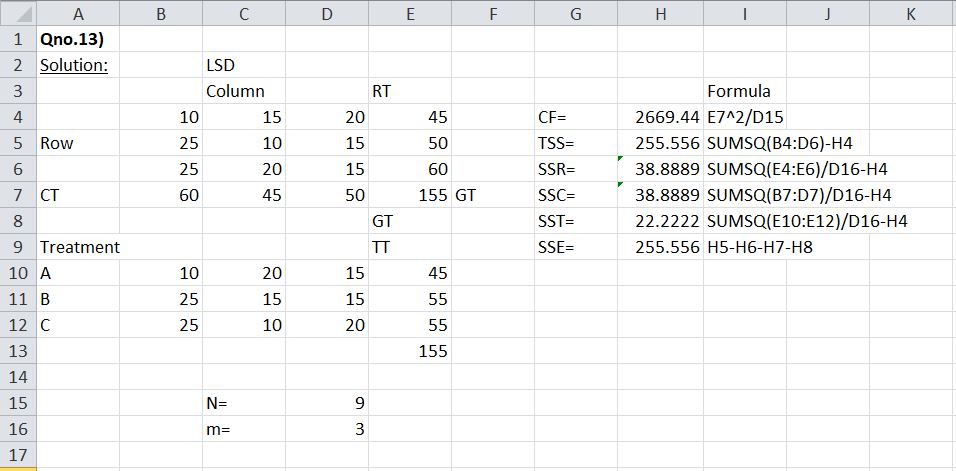 A B C D E F G H I J K
1 Qno.13)
2 Solution: LSD
3 Column RT Formula
4 10 15 20 45 CF= 2669.44 E7^2/D15
5 Row 25 10 15 50 TSS= 255.556 SUMSQ(B4:D6)-H4
6 25 20 15 60 SSR= 38.8889 SUMSQ(E4:E6)/D16-H4
7 CT 60 45 50 155 GT SSC= 38.8889 SUMSQ(B7:D7)/D16-H4
8 GT SST= 22.2222 SUMSQ(E10:E12)/D16-H4
9 Treatment TT SSE= 255.556 H5-H6-H7-H8
10 A 10 20 15 45
11 B 25 15 15 55
12 C 25 10 20 55
13 155
14
15 N= 9
16 m= 3
17